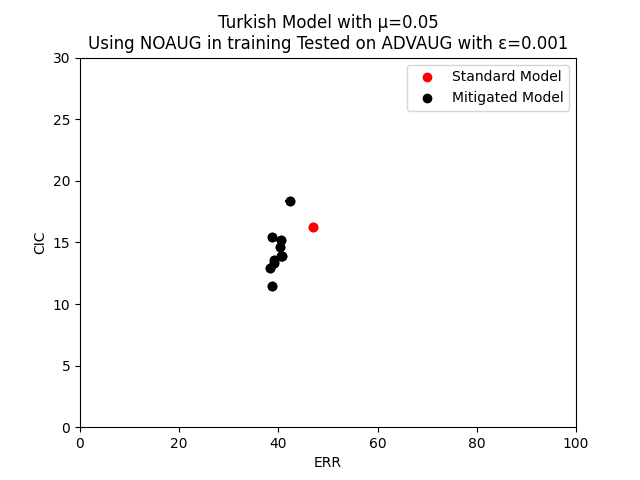 Turkish Model with μ=0.05
Using NOAUG in training Tested on ADVAUG with ε=0.001
Standard Model
Mitigated Model
30
25
20
15
10
5
0
CIC
0 20 40 60 80 100
ERR